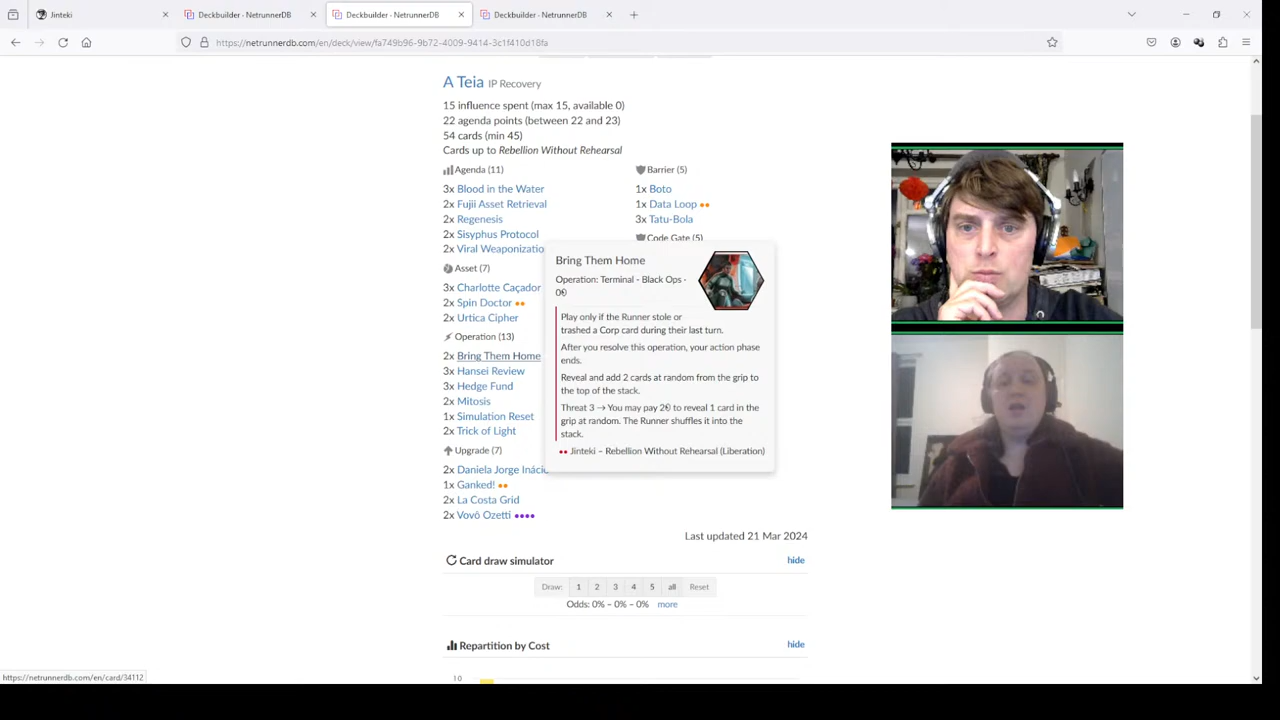 Jinteki
Deckbuilder · NetrunnerDB
Deckbuilder · NetrunnerDB
Deckbuilder · NetrunnerDB
https://netrunnerdb.com/en/deck/view/fa749b96-9b72-4009-9414-3c1f410d18fa
A Teia IP Recovery
15 influence spent (max 15, available 0)
22 agenda points (between 22 and 23)
54 cards (min 45)
Cards up to Rebellion Without Rehearsal
Agenda (11)
3x Blood in the Water
2x Fujii Asset Retrieval
2x Regenesis
2x Sisyphus Protocol
2x Viral Weaponizatio
Asset (7)
3x Charlotte Caçador
2x Spin Doctor ●●
2x Urtica Cipher
Operation (13)
2x Bring Them Home
3x Hansei Review
3x Hedge Fund
2x Mitosis
1x Simulation Reset
2x Trick of Light
Upgrade (7)
2x Daniela Jorge Inácio
1x Ganked! ●●
2x La Costa Grid
2x Vovô Ozetti ●●●●
Barrier (5)
1x Boto
1x Data Loop ●●
3x Tatu-Bola
Code Gate (5)
Bring Them Home
Operation: Terminal - Black Ops -
0
Play only if the Runner stole or
trashed a Corp card during their last turn.
After you resolve this operation, your action phase
ends.
Reveal and add 2 cards at random from the grip to
the top of the stack.
Threat 3 → You may pay 2 to reveal 1 card in the
grip at random. The Runner shuffles it into the
stack.
●● Jinteki – Rebellion Without Rehearsal (Liberation)
Last updated 21 Mar 2024
Card draw simulator hide
Draw: 1 2 3 4 5 all Reset
Odds: 0% – 0% – 0% more
Repartition by Cost hide
10
https://netrunnerdb.com/en/card/34112